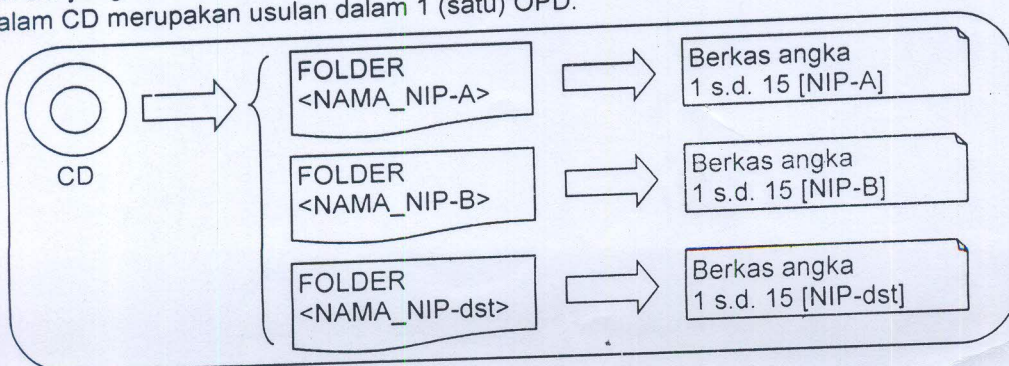 dalam CD merupakan usulan dalam 1 (satu) OPD.
FOLDER
<NAMA_NIP-A>
Berkas angka
1 s.d. 15 [NIP-A]
CD
FOLDER
<NAMA_NIP-B>
Berkas angka
1 s.d. 15 [NIP-B]
FOLDER
<NAMA_NIP-dst>
Berkas angka
1 s.d. 15 [NIP-dst]